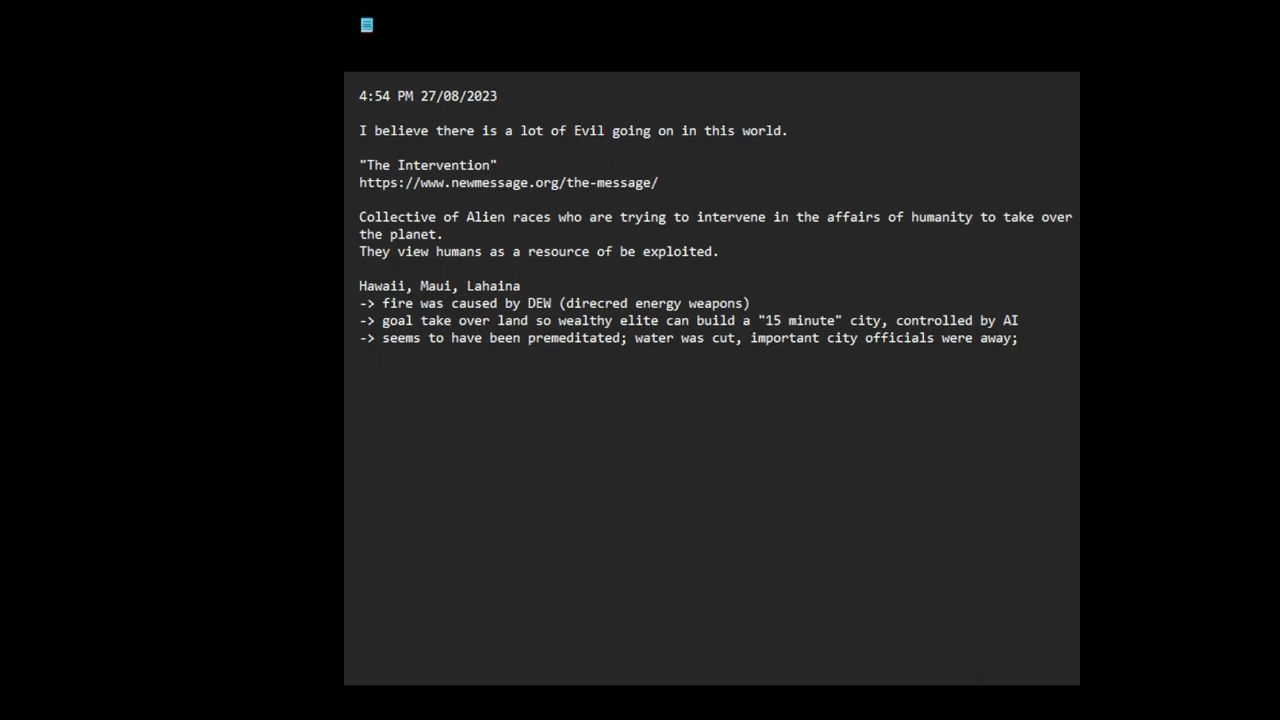 4:54 PM 27/08/2023
I believe there is a lot of Evil going on in this world.
"The Intervention"
https://www.newmessage.org/the-message/
Collective of Alien races who are trying to intervene in the affairs of humanity to take over
the planet.
They view humans as a resource of be exploited.
Hawaii, Maui, Lahaina
-> fire was caused by DEW (direcred energy weapons)
-> goal take over land so wealthy elite can build a "15 minute" city, controlled by AI
-> seems to have been premeditated; water was cut, important city officials were away;